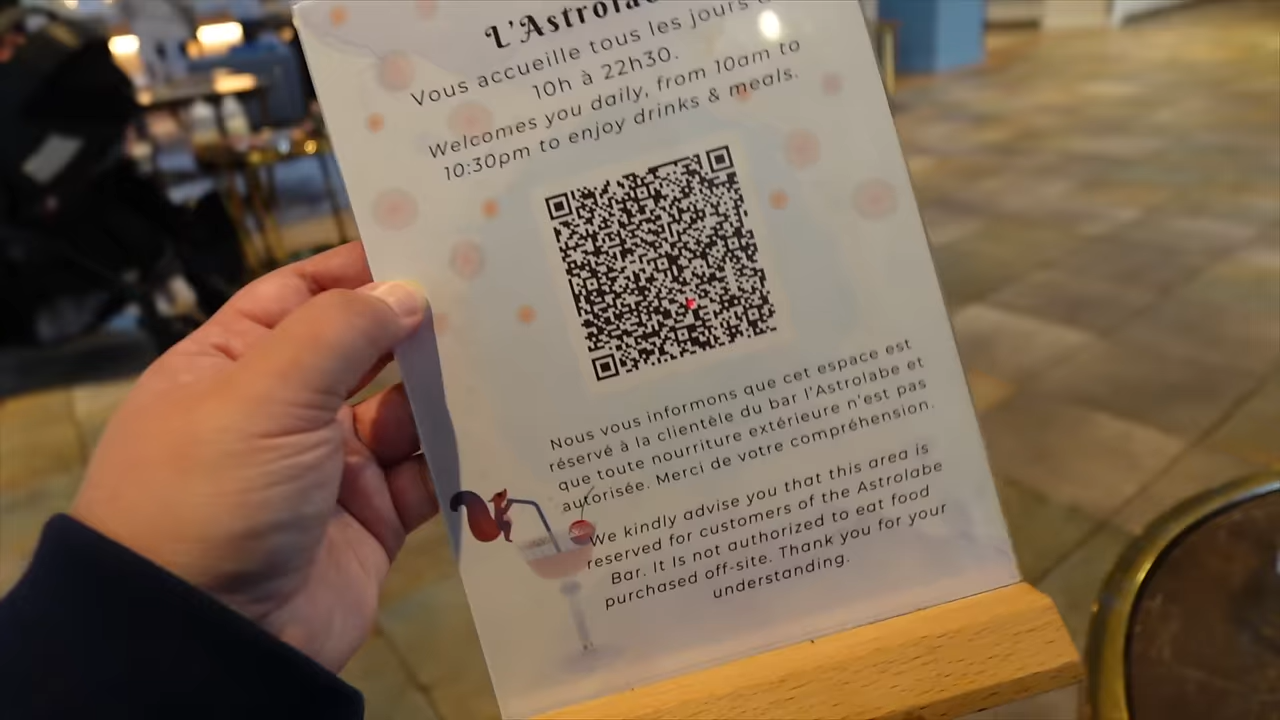 Vous accueille tous les jours
10h à 22h30.
Welcomes you daily, from 10am to
10:30pm to enjoy drinks & meals.
Nous vous informons que cet espace est
réservé à la clientèle du bar l'Astrolabe et
que toute nourriture extérieure n'est pas
autorisée. Merci de votre compréhension.
We kindly advise you that this area is
reserved for customers of the Astrolabe
Bar. It Is not authorized to eat food
purchased off-site. Thank you for your
understanding.